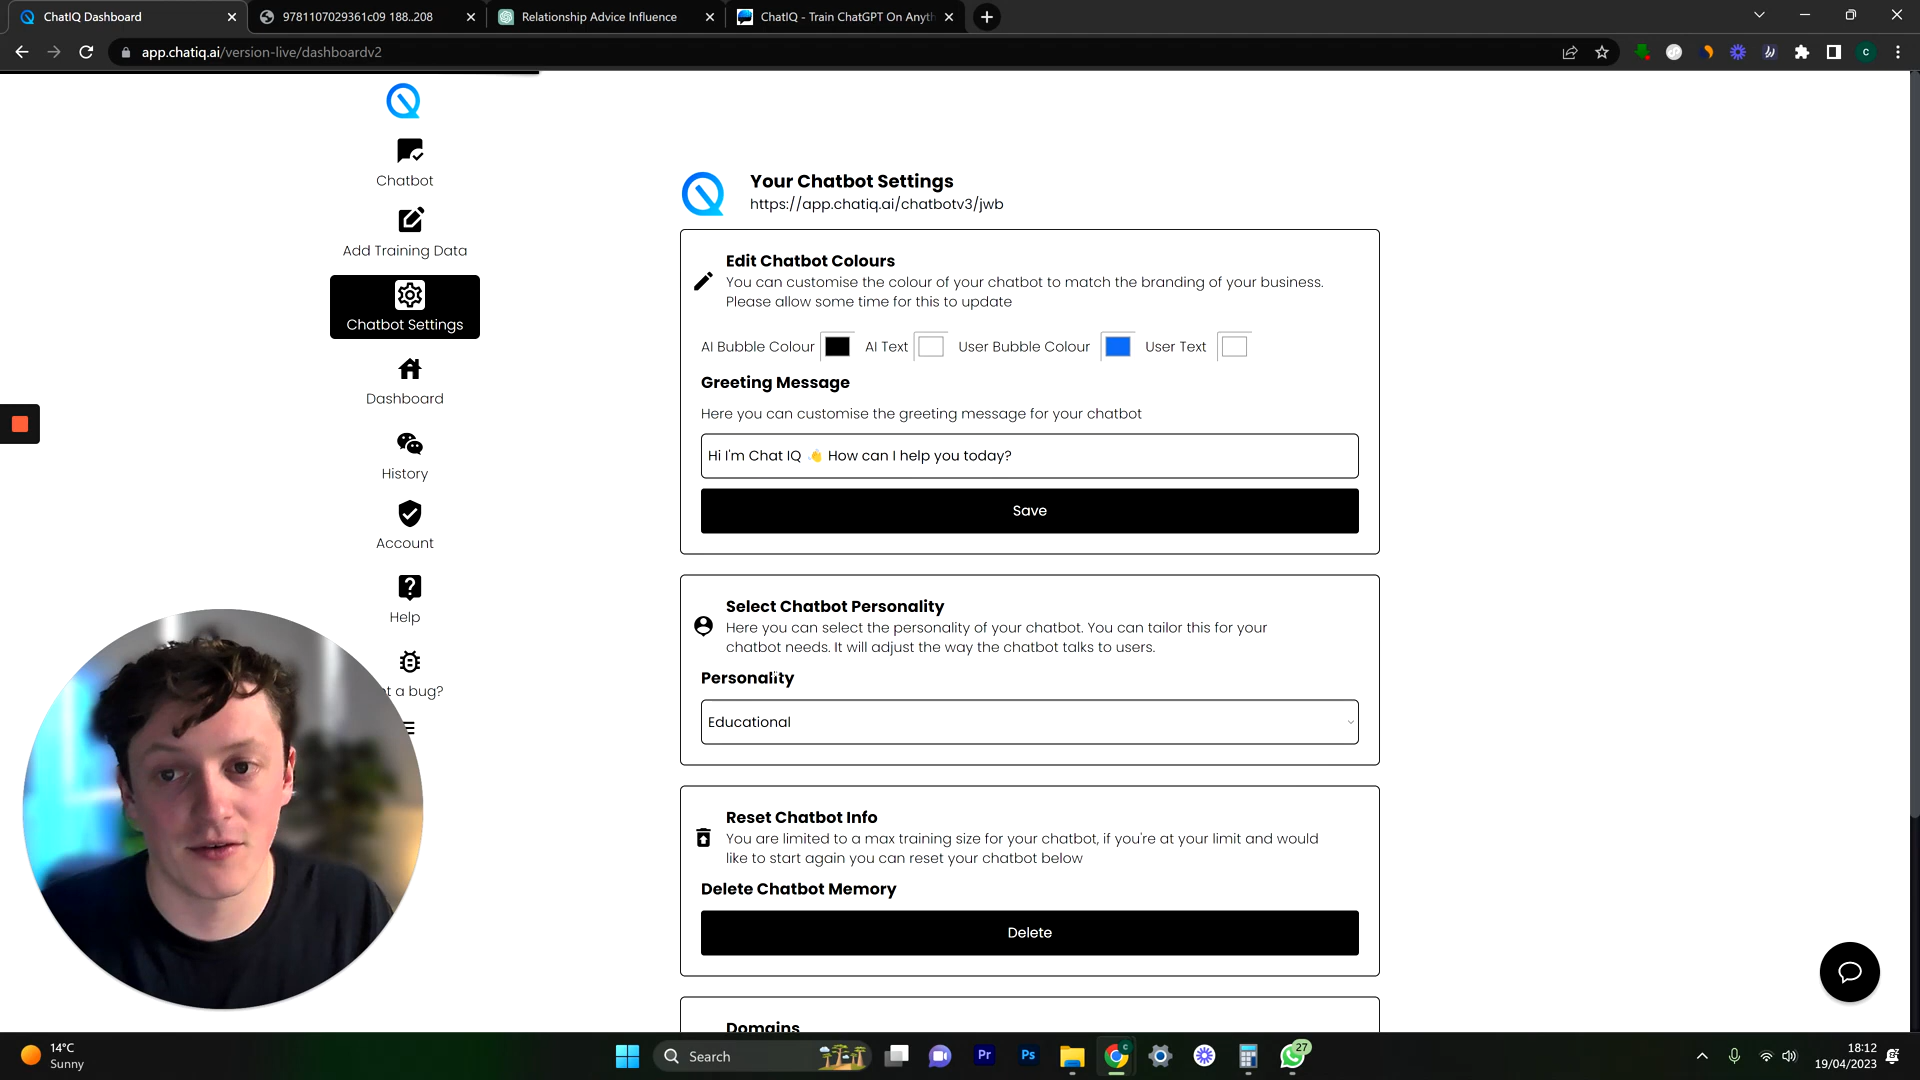 ChatIQ Dashboard
9781107029361c09 188..208
Relationship Advice Influence
ChatIQ - Train ChatGPT On Anyth
app.chatiq.ai/version-live/dashboardv2
Chatbot
Add Training Data
Chatbot Settings
Dashboard
History
Account
Help
t a bug?
Your Chatbot Settings
https://app.chatiq.ai/chatbotv3/jwb
Edit Chatbot Colours
You can customise the colour of your chatbot to match the branding of your business.
Please allow some time for this to update
AI Bubble Colour AI Text User Bubble Colour User Text
Greeting Message
Here you can customise the greeting message for your chatbot
Hi I'm Chat IQ 👋 How can I help you today?
Save
Select Chatbot Personality
Here you can select the personality of your chatbot. You can tailor this for your
chatbot needs. It will adjust the way the chatbot talks to users.
Personality
Educational
Reset Chatbot Info
You are limited to a max training size for your chatbot, if you're at your limit and would
like to start again you can reset your chatbot below
Delete Chatbot Memory
Delete
Domains
14°C
Sunny
Search
Pr
Ps
C
27
18:12
19/04/2023